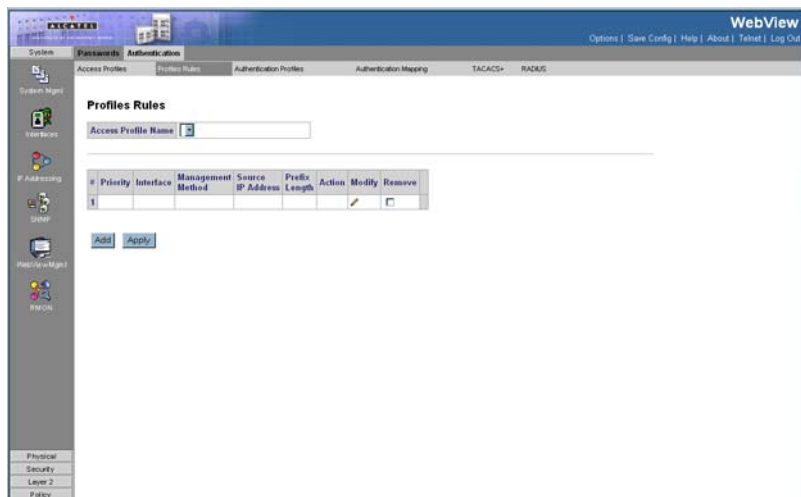 ALCATEL
WebView
Options | Save Config | Help | About | Telnet | Log Out
System
Passwords Authentication
Access Profiles Profiles Rules Authentication Profiles Authentication Mapping TACACS+ RADIUS
System Mgmt
Interfaces
IP Addressing
SNMP
WebViewMgmt
RMON
Profiles Rules
Access Profile Name
# Priority Interface Management Method Source IP Address Prefix Length Action Modify Remove
1
Add Apply
Physical
Security
Layer 2
Policy